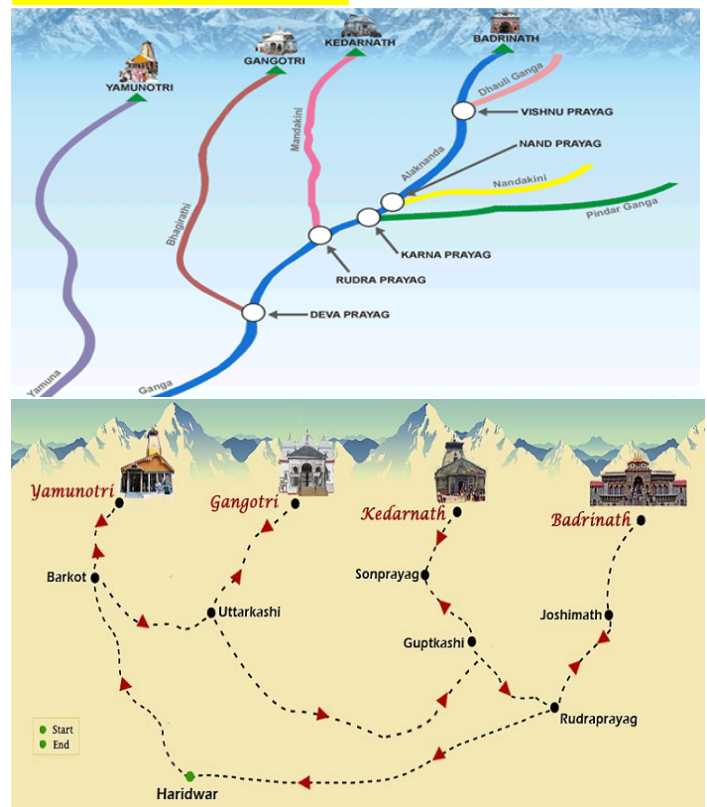 YAMUNOTRI
GANGOTRI
KEDARNATH
BADRINATH
Dhauli Ganga
VISHNU PRAYAG
NAND PRAYAG
Mandakini
Alaknanda
Nandakini
Pindar Ganga
Bhagirathi
KARNA PRAYAG
RUDRA PRAYAG
DEVA PRAYAG
Yamuna
Ganga
Yamunotri
Gangotri
Kedarnath
Badrinath
Barkot
Sonprayag
Uttarkashi
Joshimath
Guptkashi
Rudraprayag
Start
End
Haridwar